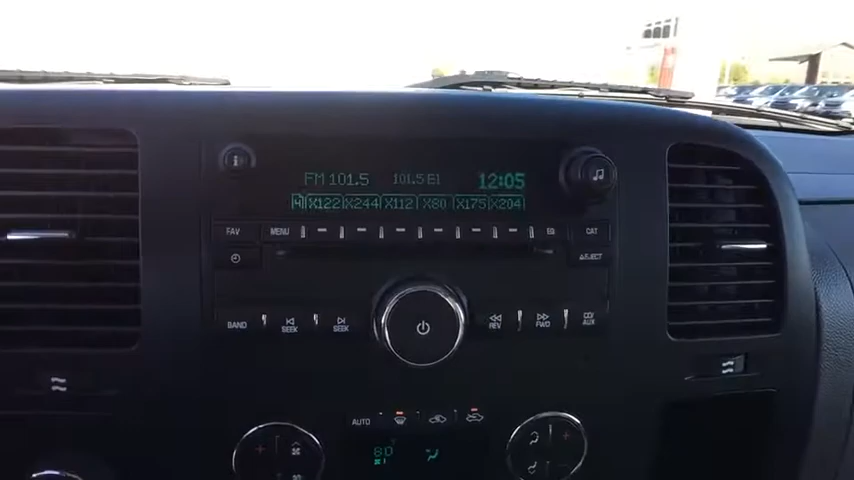 FM 101.5 101.5 El 12:05
4 X122 X244 X112 X80 X175 X204
FAV MENU EQ CAT
EJECT
BAND SEEK SEEK REV FWD CD/
AUX
AUTO
80